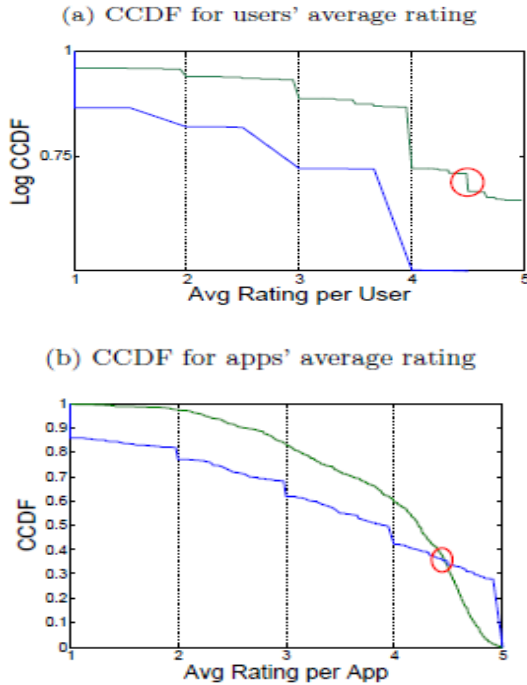 (a) CCDF for users' average rating
1
0.75
Log CCDF
1 2 3 4 5
Avg Rating per User
(b) CCDF for apps' average rating
1
0.9
0.8
0.7
0.6
0.5
0.4
0.3
0.2
0.1
0
CCDF
1 2 3 4 5
Avg Rating per App